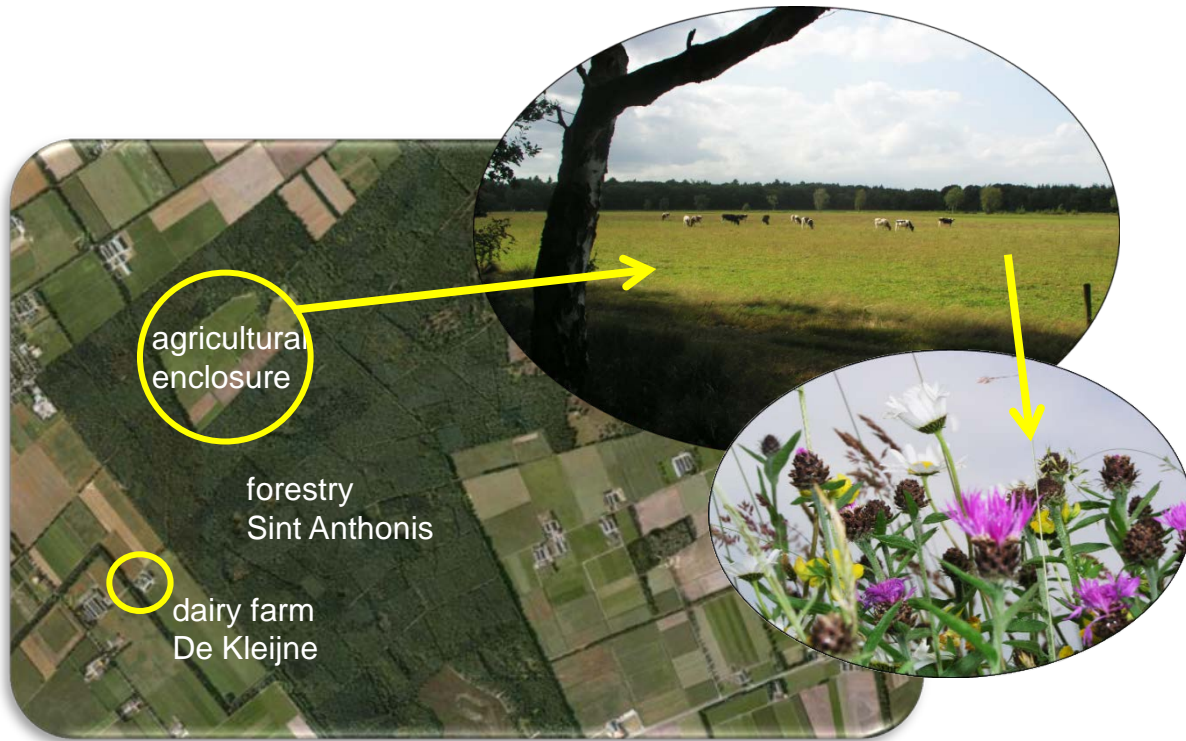 agricultural
enclosure
forestry
Sint Anthonis
dairy farm
De Kleijne